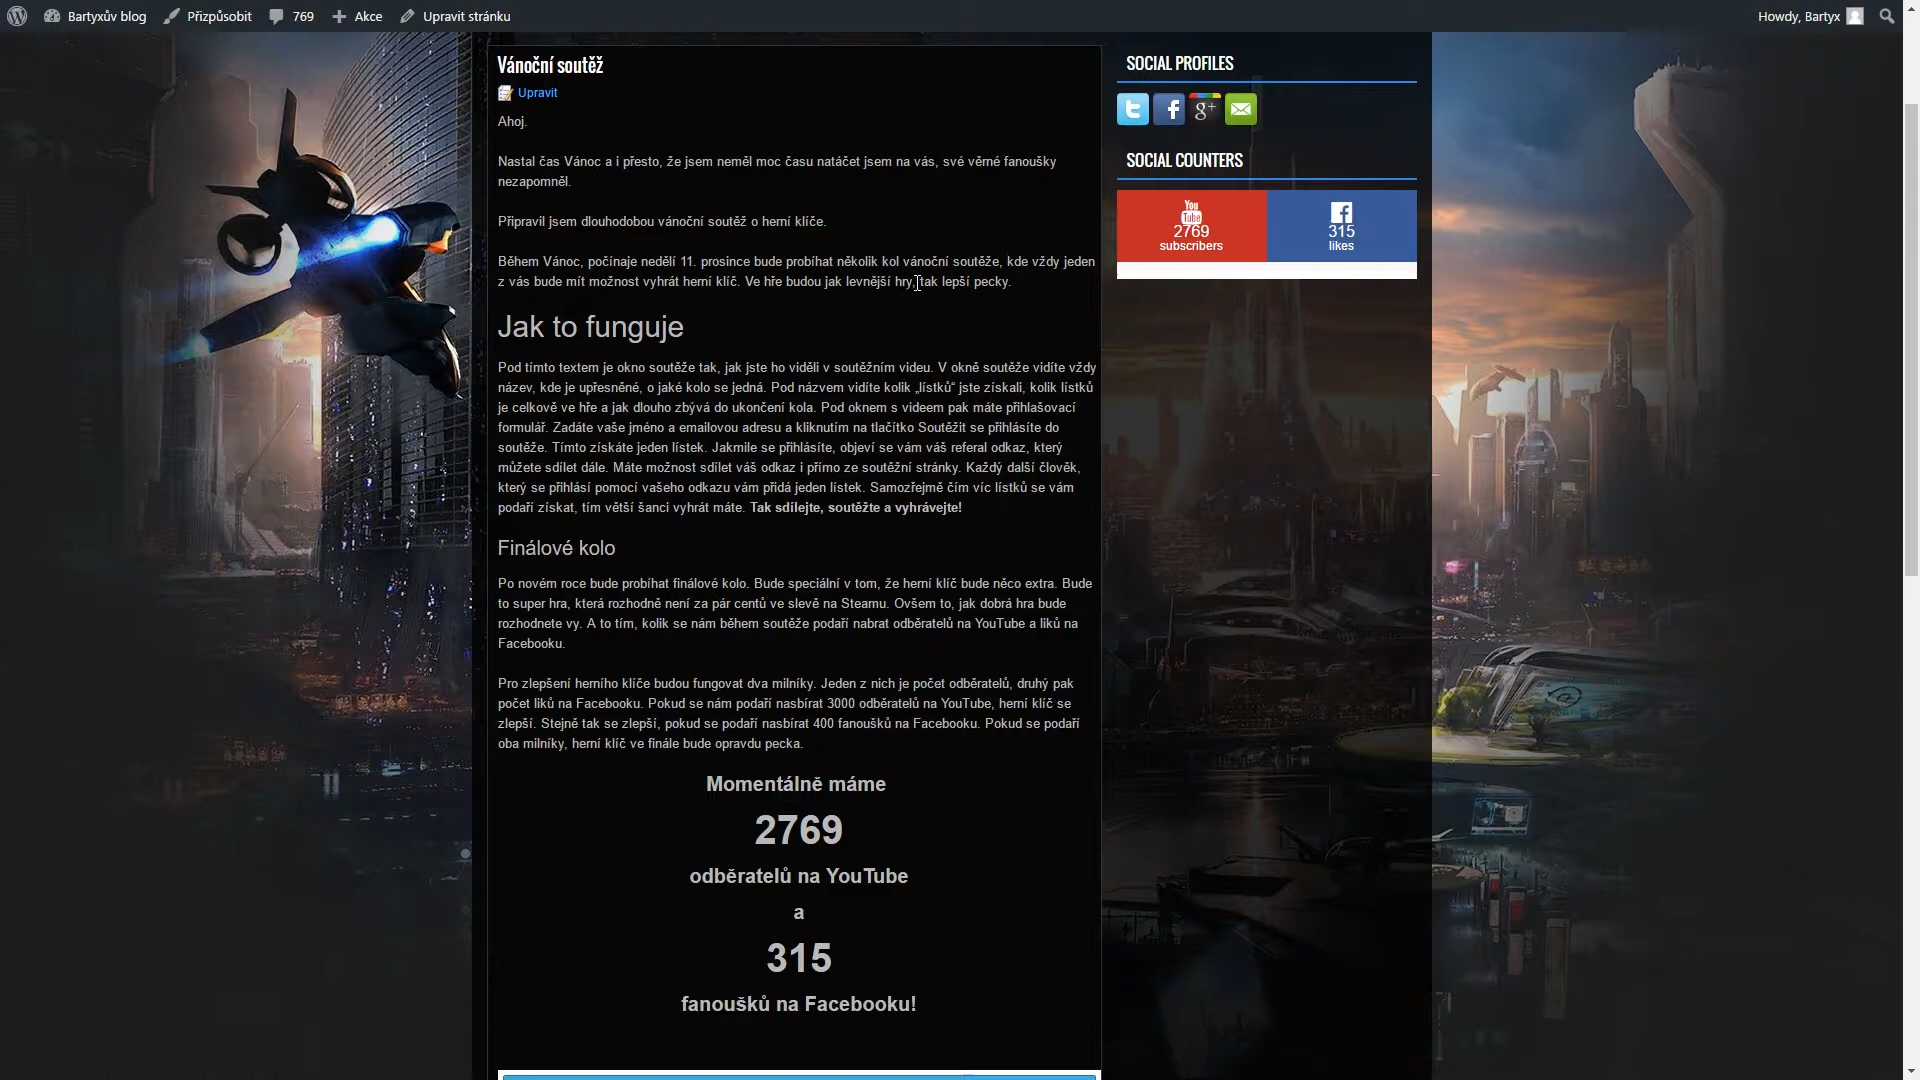 Bartyxův blog Přizpůsobit 769 Akce Upravit stránku Howdy, Bartyx
Vánoční soutěž
Upravit
Ahoj.
Nastal čas Vánoc a i přesto, že jsem neměl moc času natáčet jsem na vás, své věrné fanoušky
nezapomněl.
Připravil jsem dlouhodobou vánoční soutěž o herní klíče.
Během Vánoc, počínaje nedělí 11. prosince bude probíhat několik kol vánoční soutěže, kde vždy jeden
z vás bude mít možnost vyhrát herní klíč. Ve hře budou jak levnější hry, tak lepší pecky.
Jak to funguje
Pod tímto textem je okno soutěže tak, jak jste ho viděli v soutěžním videu. V okně soutěže vidíte vždy
název, kde je upřesněné, o jaké kolo se jedná. Pod názvem vidíte kolik „lístků“ jste získali, kolik lístků
je celkově ve hře a jak dlouho zbývá do ukončení kola. Pod oknem s videem pak máte přihlašovací
formulář. Zadáte vaše jméno a emailovou adresu a kliknutím na tlačítko Soutěžit se přihlásíte do
soutěže. Tímto získáte jeden lístek. Jakmile se přihlásíte, objeví se vám váš referal odkaz, který
můžete sdílet dále. Máte možnost sdílet váš odkaz i přímo ze soutěžní stránky. Každý další člověk,
který se přihlásí pomocí vašeho odkazu vám přidá jeden lístek. Samozřejmě čím víc lístků se vám
podaří získat, tím větší šanci vyhrát máte. Tak sdílejte, soutěžte a vyhrávejte!
Finálové kolo
Po novém roce bude probíhat finálové kolo. Bude speciální v tom, že herní klíč bude něco extra. Bude
to super hra, která rozhodně není za pár centů ve slevě na Steamu. Ovšem to, jak dobrá hra bude
rozhodnete vy. A to tím, kolik se nám během soutěže podaří nabrat odběratelů na YouTube a liků na
Facebooku.
Pro zlepšení herního klíče budou fungovat dva milníky. Jeden z nich je počet odběratelů, druhý pak
počet liků na Facebooku. Pokud se nám podaří nasbírat 3000 odběratelů na YouTube, herní klíč se
zlepší. Stejně tak se zlepší, pokud se podaří nasbírat 400 fanoušků na Facebooku. Pokud se podaří
oba milníky, herní klíč ve finále bude opravdu pecka.
Momentálně máme
2769
odběratelů na YouTube
a
315
fanoušků na Facebooku!
SOCIAL PROFILES
SOCIAL COUNTERS
You
Tube
2769
subscribers
315
likes